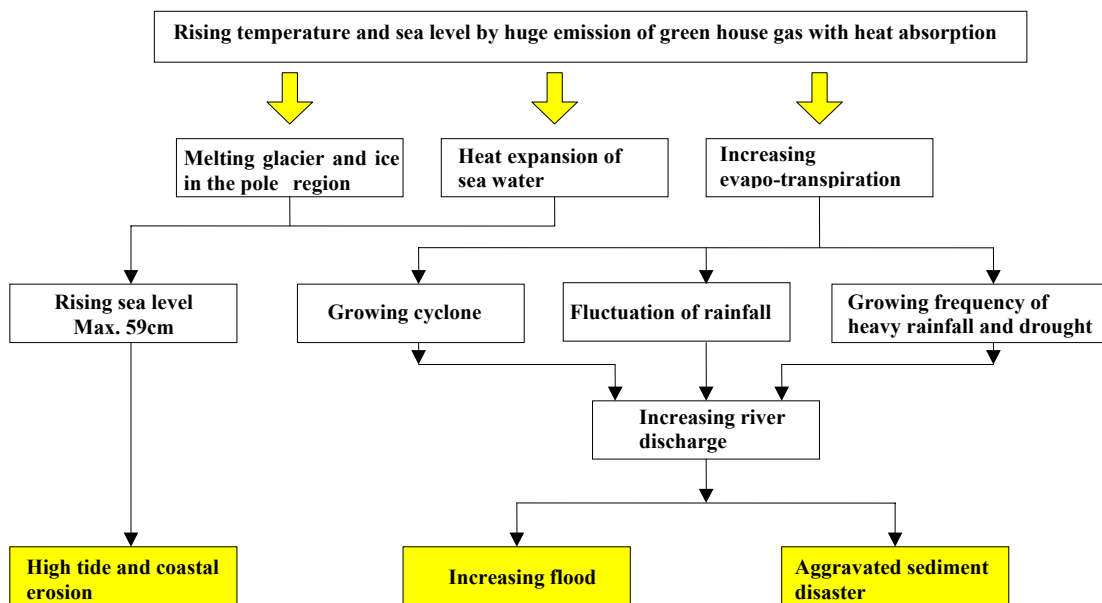 Rising temperature and sea level by huge emission of green house gas with heat absorption
Melting glacier and ice
in the pole region
Heat expansion of
sea water
Increasing
evapo-transpiration
Rising sea level
Max. 59cm
Growing cyclone
Fluctuation of rainfall
Growing frequency of
heavy rainfall and drought
Increasing river
discharge
High tide and coastal
erosion
Increasing flood
Aggravated sediment
disaster